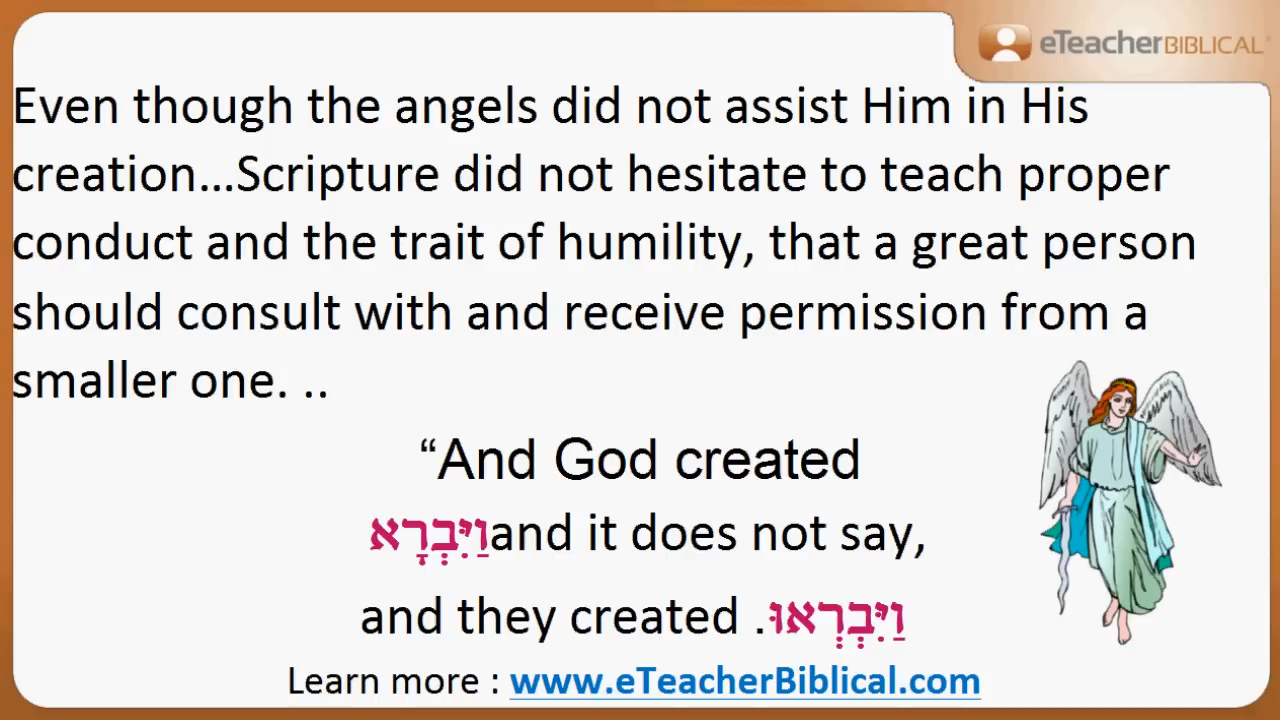 eTeacherBIBLICAL®
Even though the angels did not assist Him in His
creation...Scripture did not hesitate to teach proper
conduct and the trait of humility, that a great person
should consult with and receive permission from a
smaller one. ..
“And God created
וַיִּבְרָאand it does not say,
and they created .וַיִּבְרְאוּ
Learn more : www.eTeacherBiblical.com